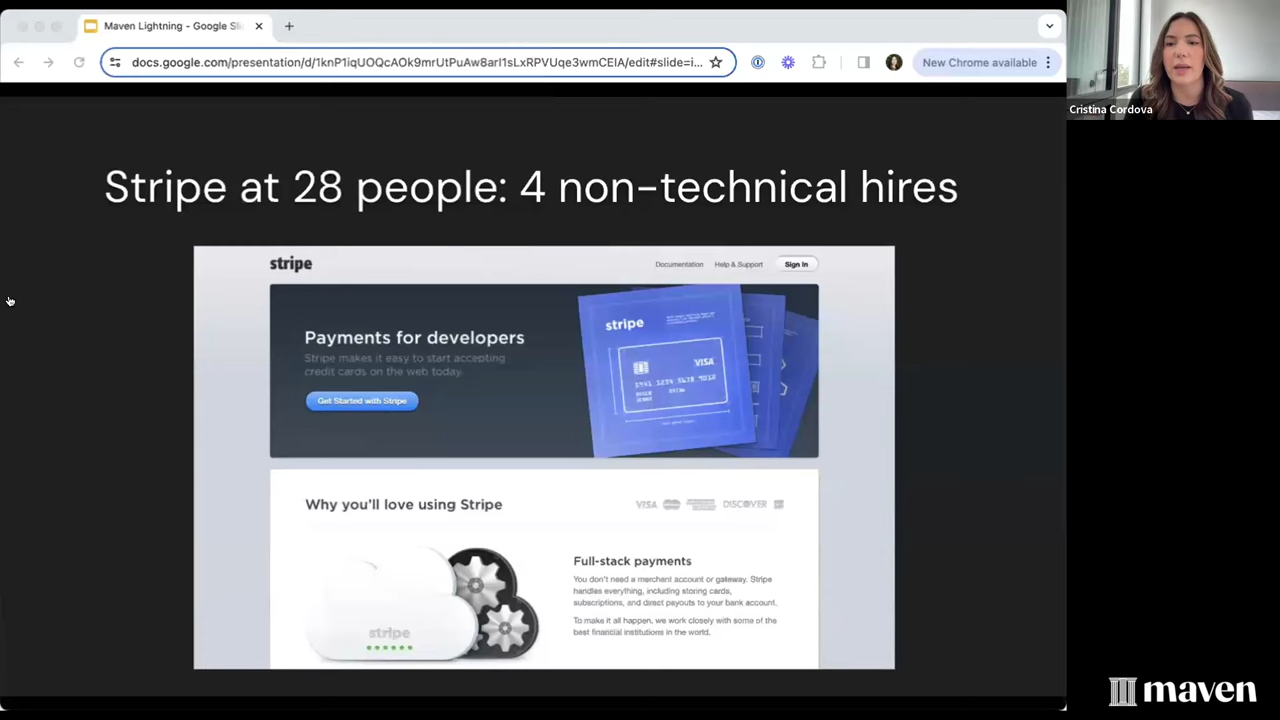 Maven Lightning - Google Sli
docs.google.com/presentation/d/1knP1iqUOQcAOk9mrUtPuAw8arI1sLxRPVUqe3wmCEIA/edit#slide=i...
New Chrome available
Cristina Cordova
Stripe at 28 people: 4 non-technical hires
stripe
Documentation
Help & Support
Sign in
Payments for developers
Stripe makes it easy to start accepting
credit cards on the web today.
Get Started with Stripe
stripe
VISA
Why you'll love using Stripe
VISA
DISCOVER
stripe
Full-stack payments
You don't need a merchant account or gateway. Stripe
handles everything, including storing cards,
subscriptions, and direct payouts to your bank account.
To make it all happen, we work closely with some of the
best financial institutions in the world.
maven